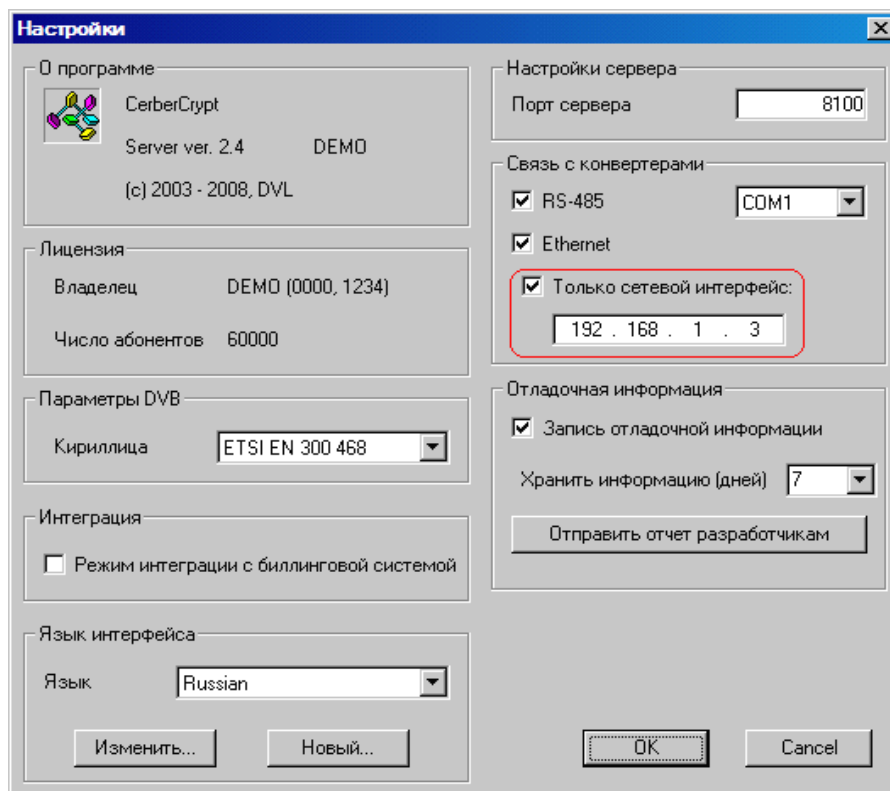 Настройки
О программе
CerberCrypt
Server ver. 2.4 DEMO
(c) 2003 - 2008, DVL
Лицензия
Владелец DEMO (0000, 1234)
Число абонентов 60000
Параметры DVB
Кириллица ETSI EN 300 468
Интеграция
Режим интеграции с биллинговой системой
Язык интерфейса
Язык Russian
Изменить... Новый...
Настройки сервера
Порт сервера 8100
Связь с конвертерами
RS-485 COM1
Ethernet
Только сетевой интерфейс:
192 . 168 . 1 . 3
Отладочная информация
Запись отладочной информации
Хранить информацию (дней) 7
Отправить отчет разработчикам
OK Cancel